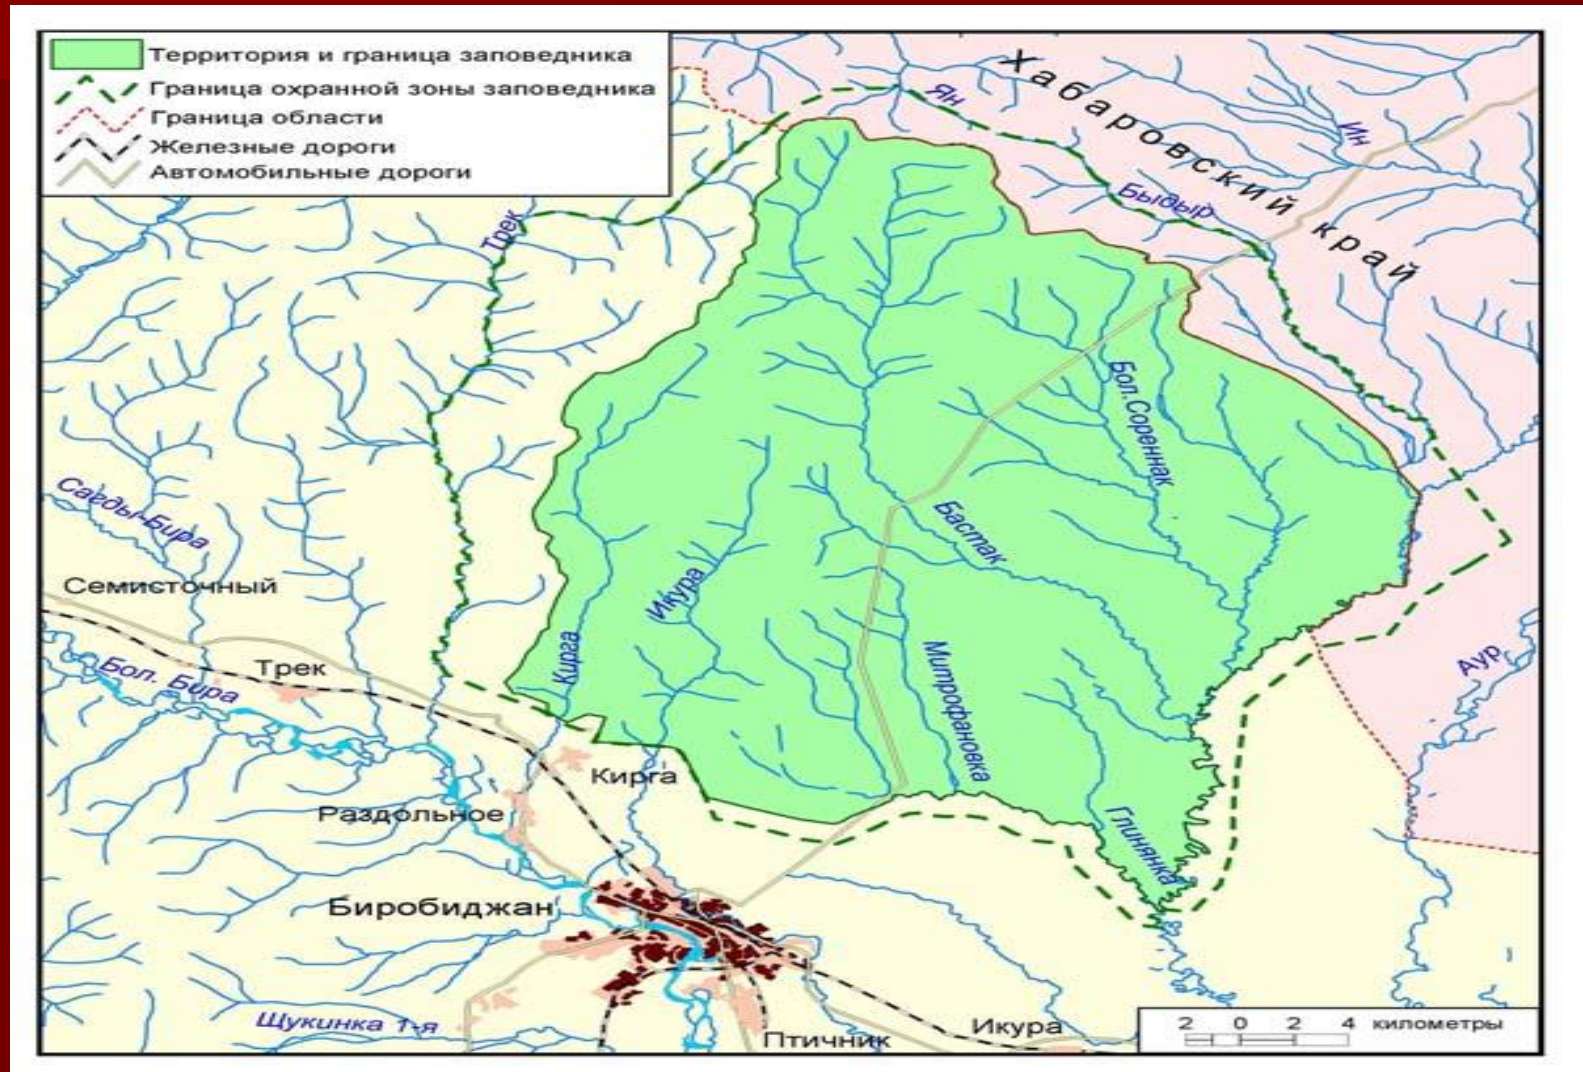 Территория и граница заповедника
Граница охранной зоны заповедника
Граница области
Железные дороги
Автомобильные дороги
Хабаровский край
Ян
Ин
Быдыр
Трек
Бол.Сореннак
Сагды-Бира
Бастак
Семисточный
Икура
Кирга
Трек
Бол. Бира
Митрофановка
Аур
Кирга
Раздольное
Глинянка
Биробиджан
Щукинка 1-я
Птичник
Икура
2 0 2 4 километры